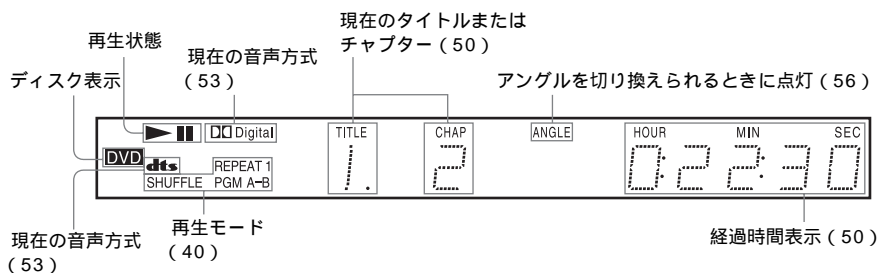 現在のタイトルまたは
チャプター（50）
再生状態
現在の音声方式
（53）
ディスク表示
アングルを切り換えられるときに点灯（56）
DVD
Digital
dts
REPEAT 1
SHUFFLE PGM A-B
TITLE
1.
CHAP
2
ANGLE
HOUR MIN SEC
0:22:30
現在の音声方式
（53）
再生モード
（40）
経過時間表示（50）